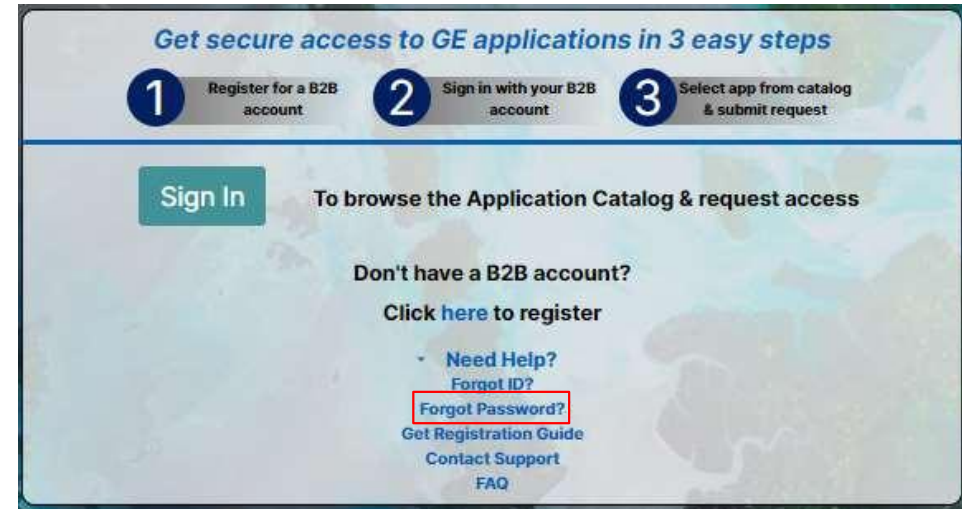 Get secure access to GE applications in 3 easy steps
1 Register for a B2B account
2 Sign in with your B2B account
3 Select app from catalog & submit request
Sign In
To browse the Application Catalog & request access
Don't have a B2B account?
Click here to register
Need Help?
Forgot ID?
Forgot Password?
Get Registration Guide
Contact Support
FAQ